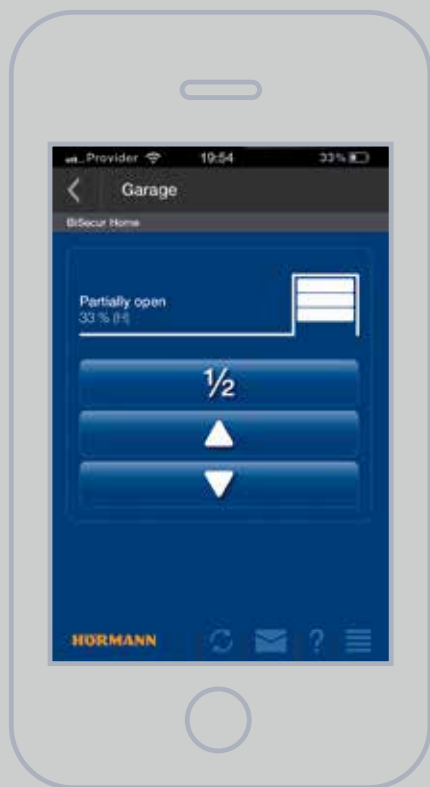 Provider 19:54 33%
Garage
BiSecur Home
Partially open
33 % [H]
1/2
HÖRMANN
?